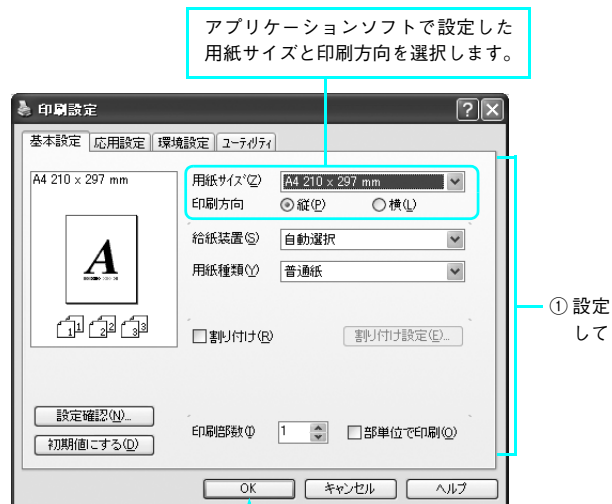 アプリケーションソフトで設定した
用紙サイズと印刷方向を選択します。
印刷設定
基本設定 応用設定 環境設定 ユーティリティ
A4 210 x 297 mm
用紙サイズ(Z) A4 210 x 297 mm
印刷方向 縦(P) 横(L)
給紙装置(S) 自動選択
用紙種類(Y) 普通紙
A
1 1 2 2 3 3
割り付け(R) 割り付け設定(E)...
① 設定
して
設定確認(N)...
初期値にする(D)
印刷部数(I) 1 部単位で印刷(O)
OK キャンセル ヘルプ